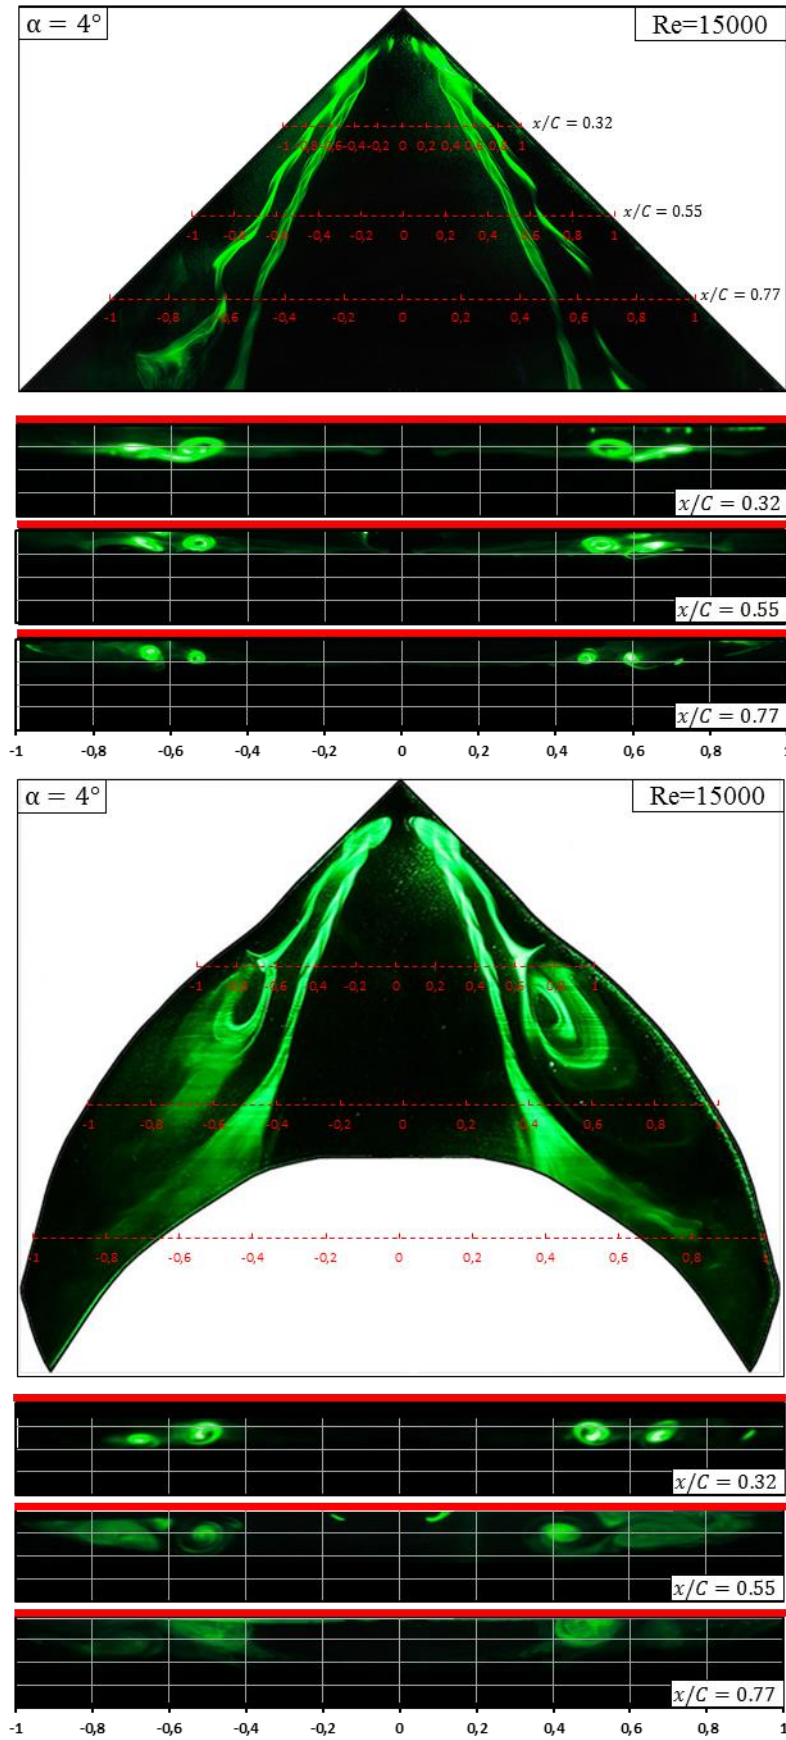 α = 4°
Re=15000
x/C = 0.32
-1 -0,8 -0,6 -0,4 -0,2 0 0,2 0,4 0,6 0,8 1
x/C = 0.55
-1 -0,8 -0,4 -0,2 0 0,2 0,4 0,6 0,8 1
x/C = 0.77
-1 -0,8 -0,6 -0,4 -0,2 0 0,2 0,4 0,6 0,8 1
x/C = 0.32
x/C = 0.55
x/C = 0.77
-1 -0,8 -0,6 -0,4 -0,2 0 0,2 0,4 0,6 0,8
α = 4°
Re=15000
-1 -0,8 -0,6 -0,4 -0,2 0 0,2 0,4 0,6 0,8 1
-1 -0,8 -0,6 -0,4 -0,2 0 0,2 0,4 0,6 0,8 1
-1 -0,8 -0,6 -0,4 -0,2 0 0,2 0,4 0,6 0,8 1
x/C = 0.32
x/C = 0.55
x/C = 0.77
-1 -0,8 -0,6 -0,4 -0,2 0 0,2 0,4 0,6 0,8 1